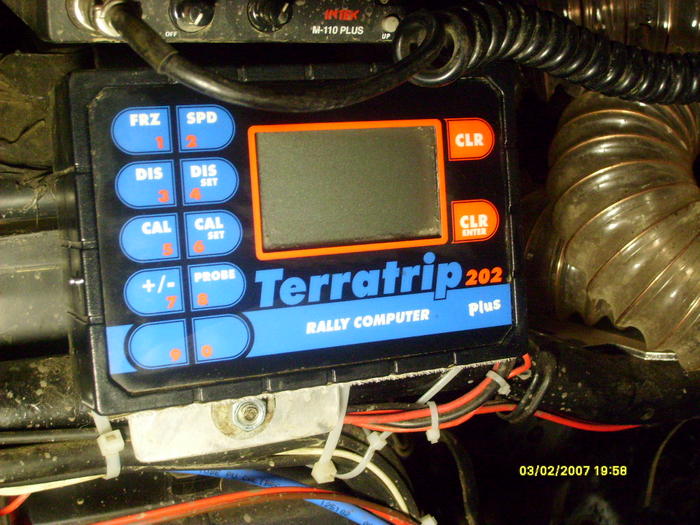 INTEK
M-110 PLUS
OFF
UP
FRZ 1
SPD 2
DIS 3
DIS SET 4
CAL 5
CAL SET 6
+/- 7
PROBE 8
9
CLR
CLR
ENTER
Terratrip 202
plus
RALLY COMPUTER
03/02/2007 19:58